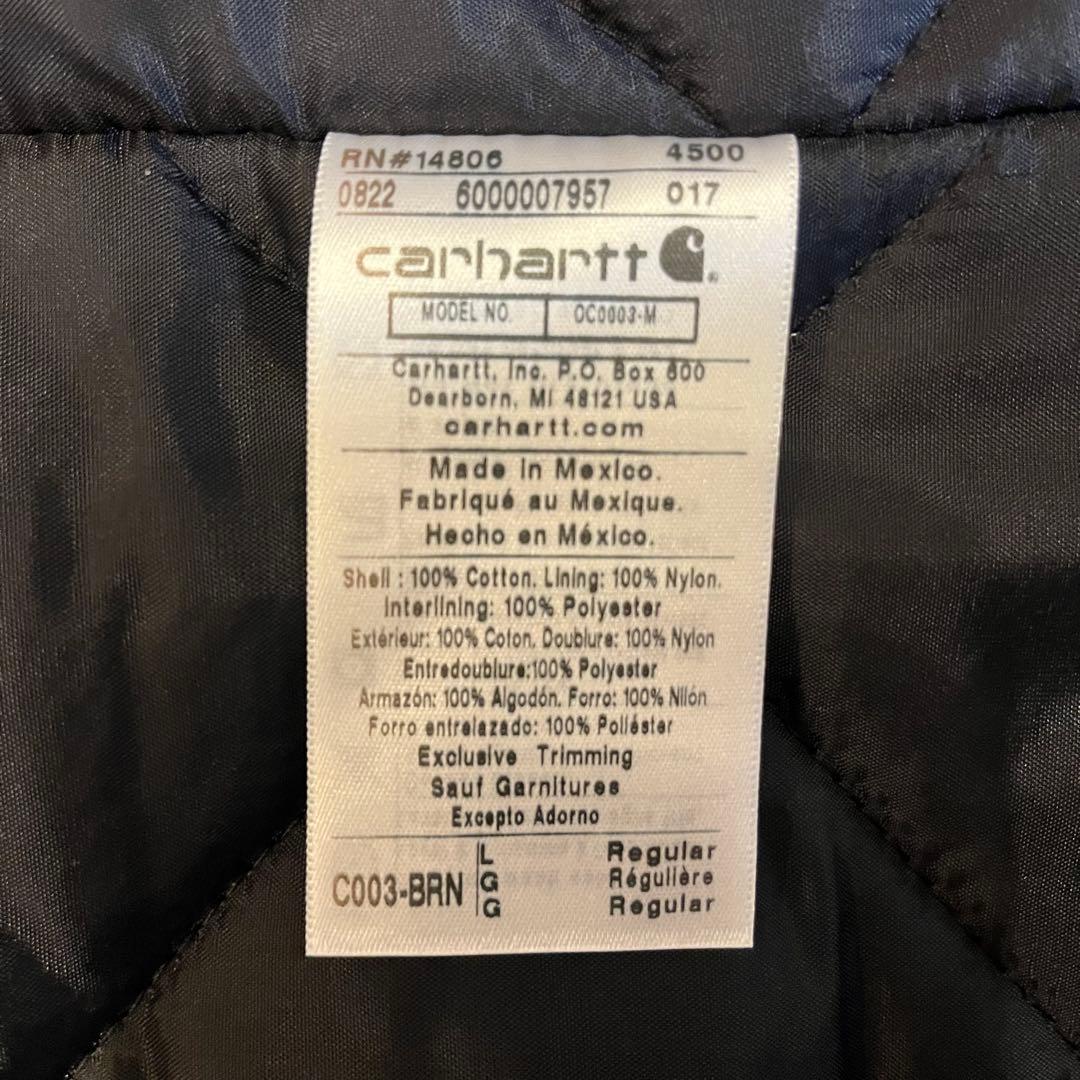 RN#14806 4500
0822 6000007957 017
carhartt
MODEL NO. OC0003-M
Carhartt, Inc. P.O. Box 600
Dearborn, MI 48121 USA
carhartt.com
Made in Mexico.
Fabriqué au Mexique.
Hecho en México.
Shell : 100% Cotton. Lining: 100% Nylon.
Interlining: 100% Polyester
Extérieur: 100% Coton. Doublure: 100% Nylon
Entredoublure:100% Polyester
Armazón: 100% Algodón. Forro: 100% Nilón
Forro entrelazado: 100% Poliéster
Exclusive Trimming
Sauf Garnitures
Excepto Adorno
L Regular
C003-BRN G Régulière
G Regular